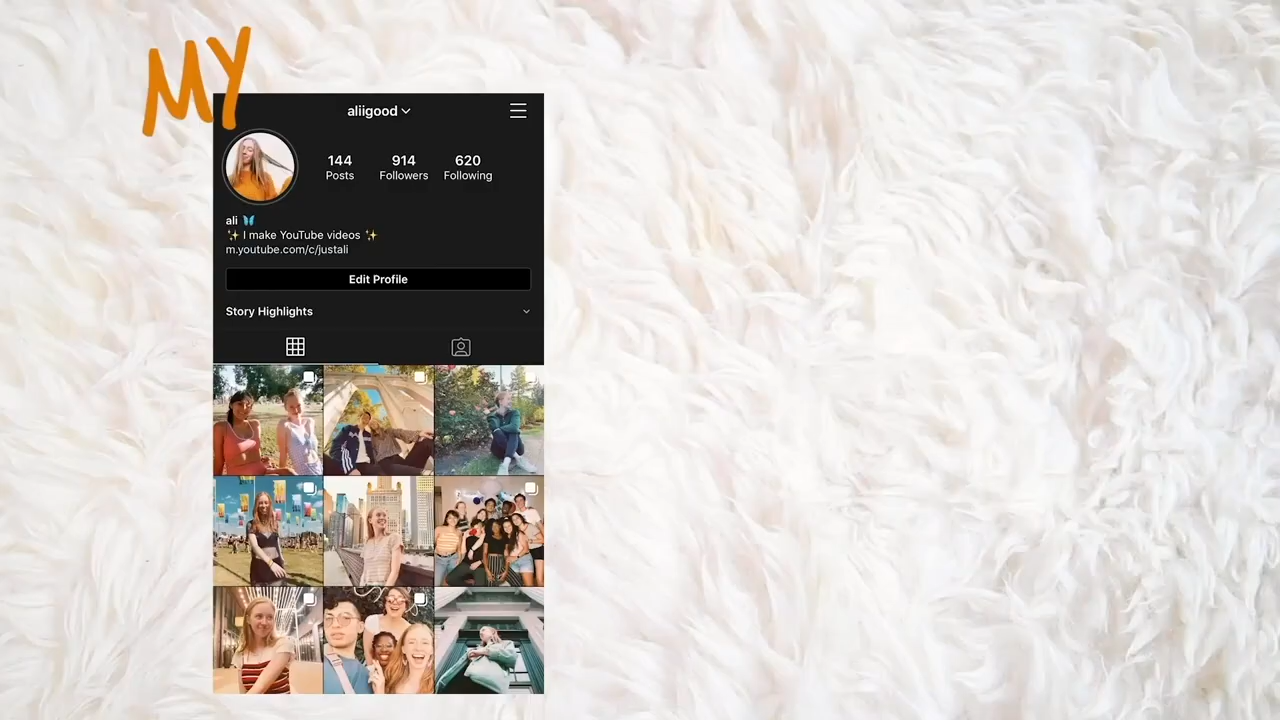 MY
aliigood
144 914 620
Posts Followers Following
ali 🦋
✨ I make YouTube videos ✨
m.youtube.com/c/justali
Edit Profile
Story Highlights